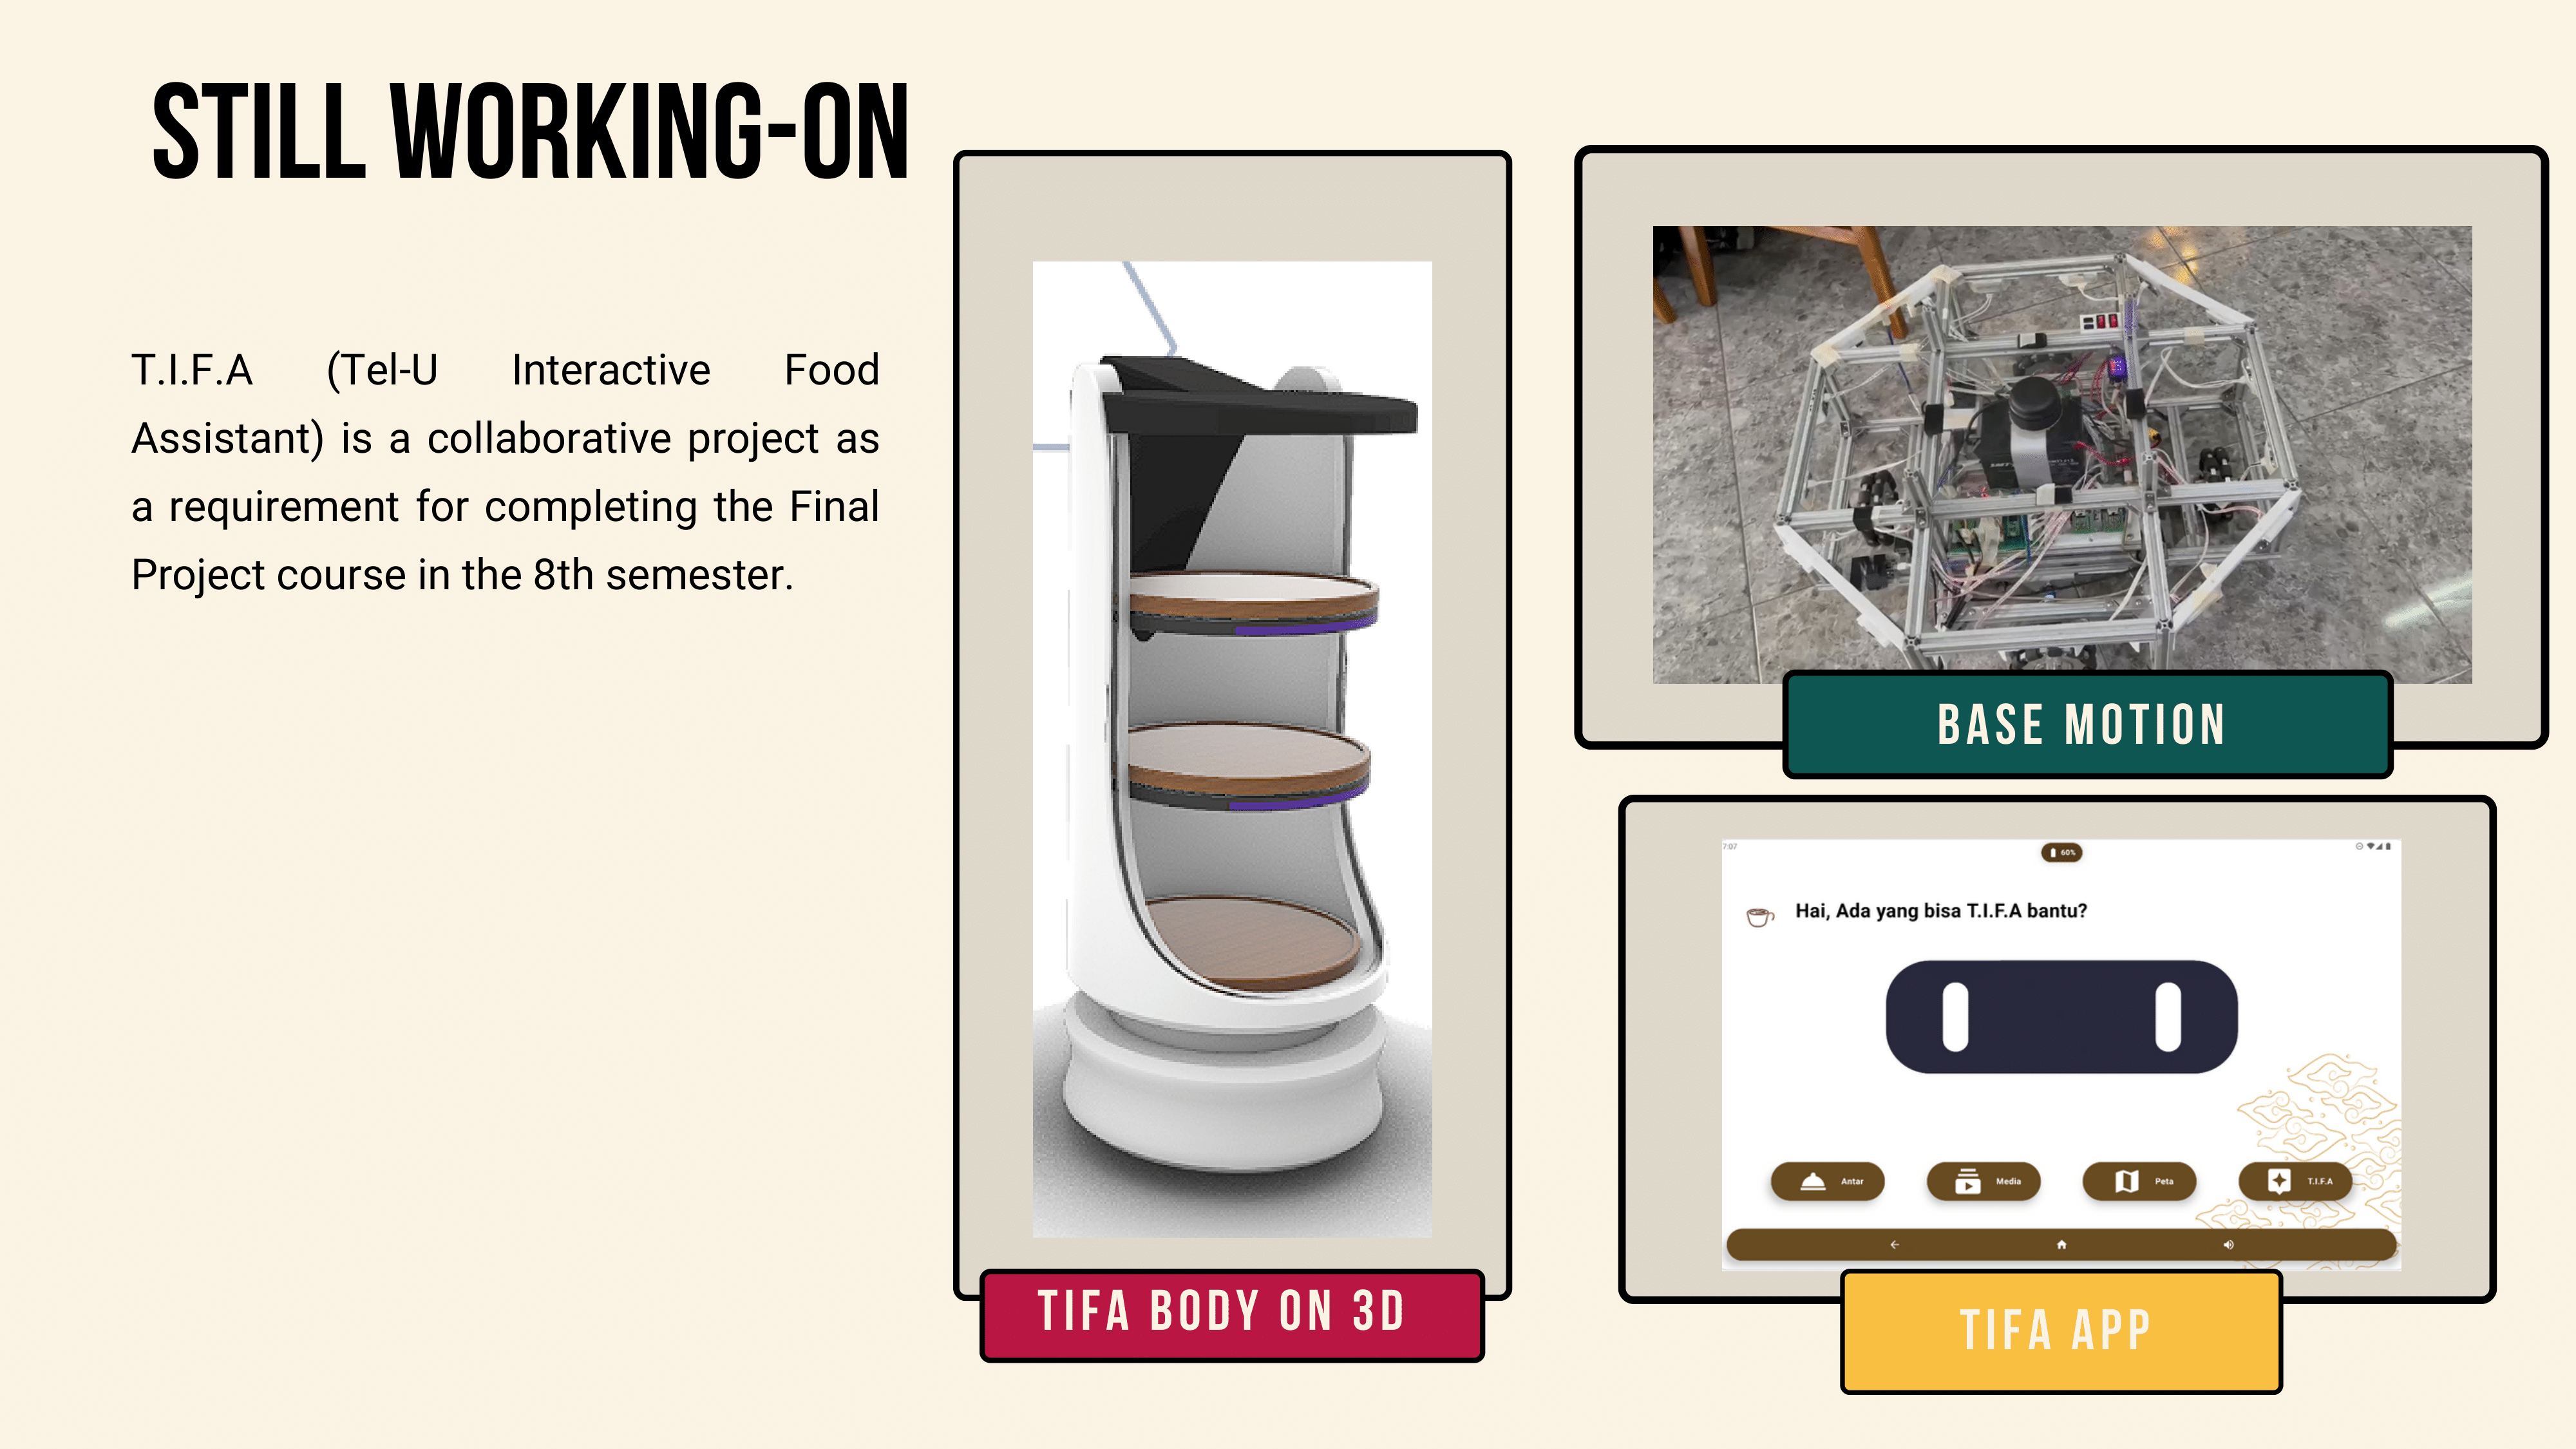 STILL WORKING-ON
T.I.F.A (Tel-U Interactive Food
Assistant) is a collaborative project as
a requirement for completing the Final
Project course in the 8th semester.
TIFA BODY ON 3D
BASE MOTION
7:07
60%
Hai, Ada yang bisa T.I.F.A bantu?
Antar
Media
Peta
T.I.F.A
TIFA APP